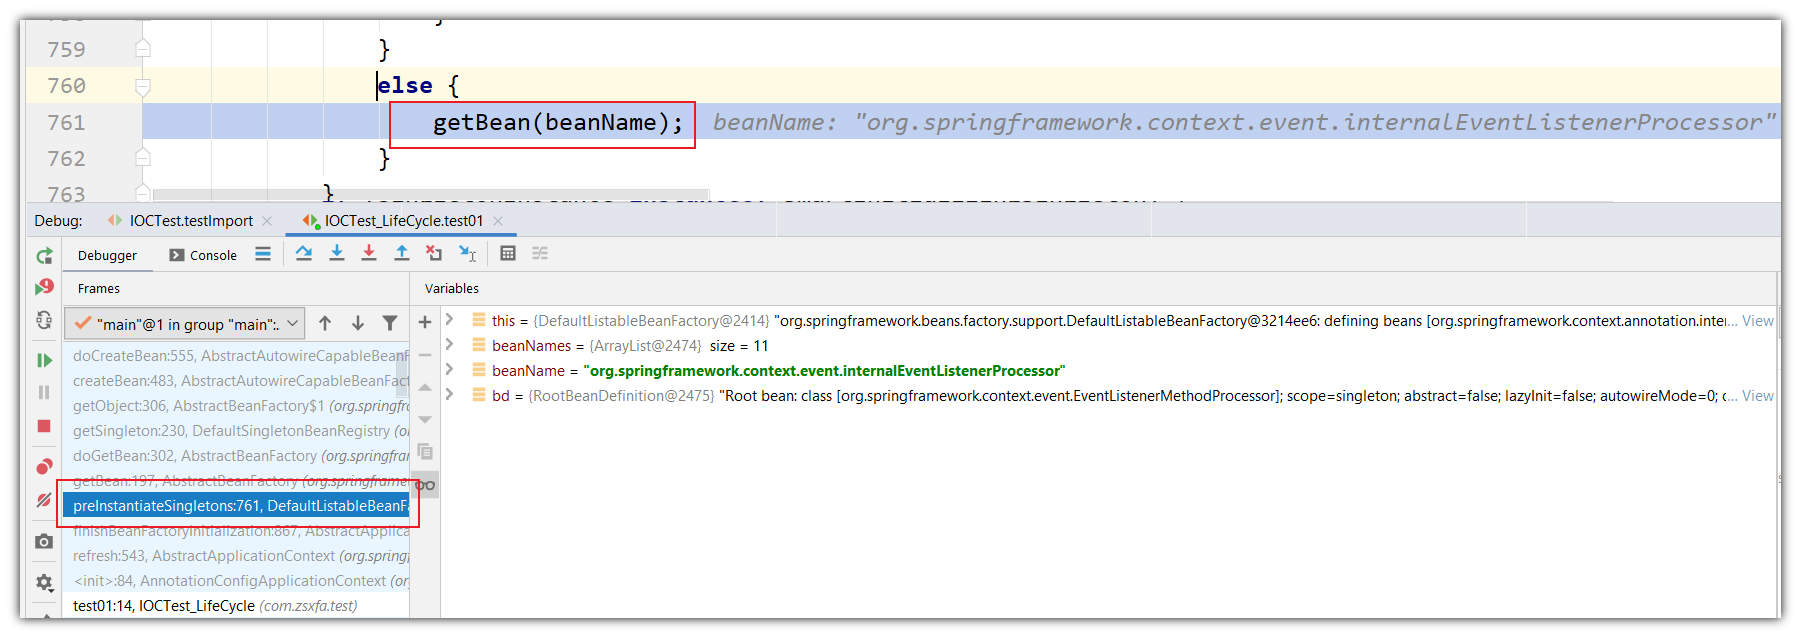 759 }
760 else {
761 getBean(beanName); beanName: "org.springframework.context.event.internalEventListenerProcessor"
762 }
763 }
Debug: IOCTest.testImport × IOCTest_LifeCycle.test01 ×
Debugger Console
Frames Variables
"main"@1 in group "main":..
doCreateBean:555, AbstractAutowireCapableBeanF
createBean:483, AbstractAutowireCapableBeanFact
getObject:306, AbstractBeanFactory$1 (org.springfr
getSingleton:230, DefaultSingletonBeanRegistry (o
doGetBean:302, AbstractBeanFactory (org.springfra
getBean:197, AbstractBeanFactory (org.springframe
preInstantiateSingletons:761, DefaultListableBeanFa
finishBeanFactoryInitialization:867, AbstractApplica
refresh:543, AbstractApplicationContext (org.spring
<init>:84, AnnotationConfigApplicationContext (or
test01:14, IOCTest_LifeCycle (com.zsxfa.test)
this = {DefaultListableBeanFactory@2414} "org.springframework.beans.factory.support.DefaultListableBeanFactory@3214ee6: defining beans [org.springframework.context.annotation.inter... View
beanNames = {ArrayList@2474} size = 11
beanName = "org.springframework.context.event.internalEventListenerProcessor"
bd = {RootBeanDefinition@2475} "Root bean: class [org.springframework.context.event.EventListenerMethodProcessor]; scope=singleton; abstract=false; lazyInit=false; autowireMode=0; c... View